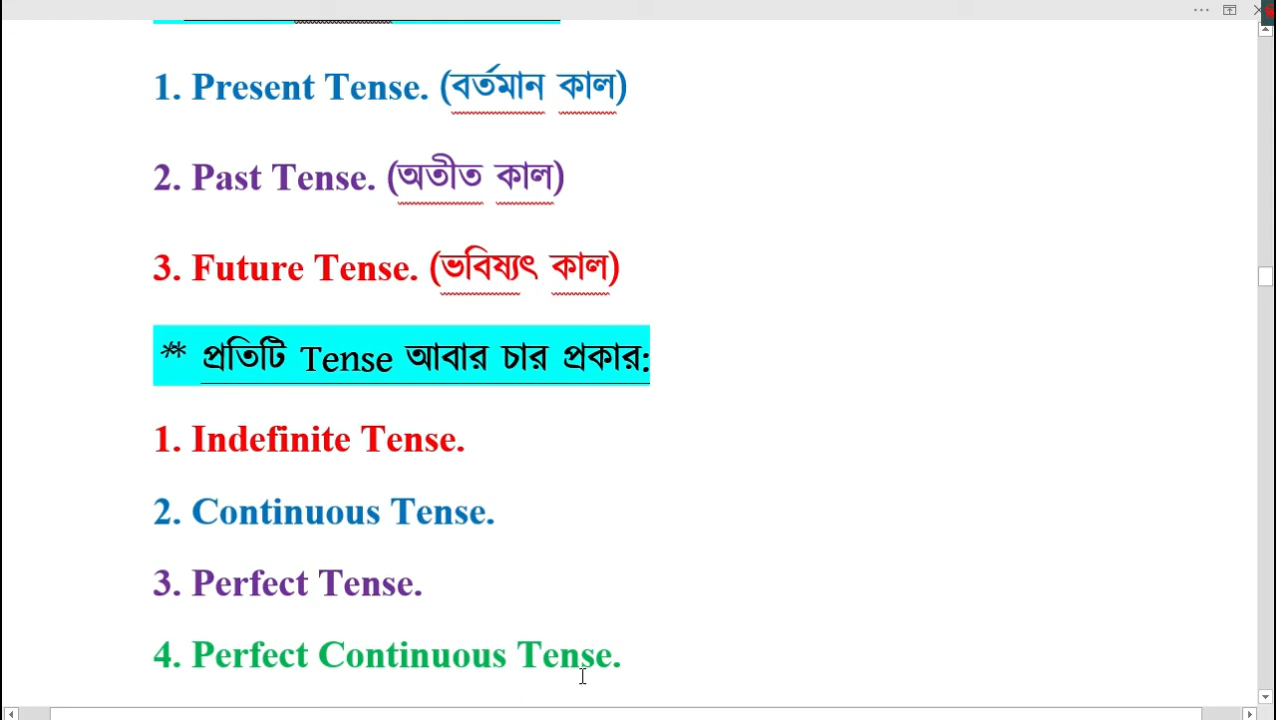 1. Present Tense. (বর্তমান কাল)
2. Past Tense. (অতীত কাল)
3. Future Tense. (ভবিষ্যৎ কাল)
** প্রতিটি Tense আবার চার প্রকার:
1. Indefinite Tense.
2. Continuous Tense.
3. Perfect Tense.
4. Perfect Continuous Tense.